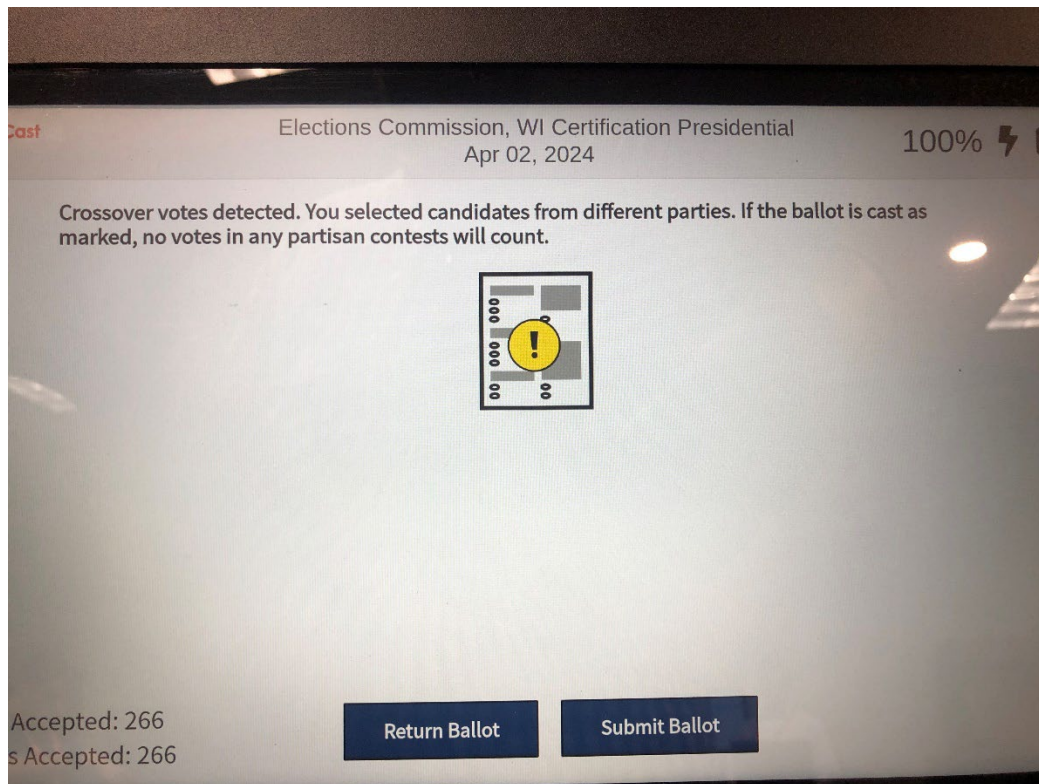 Cast
Elections Commission, WI Certification Presidential
Apr 02, 2024
100%
Crossover votes detected. You selected candidates from different parties. If the ballot is cast as
marked, no votes in any partisan contests will count.
!
Accepted: 266
s Accepted: 266
Return Ballot
Submit Ballot